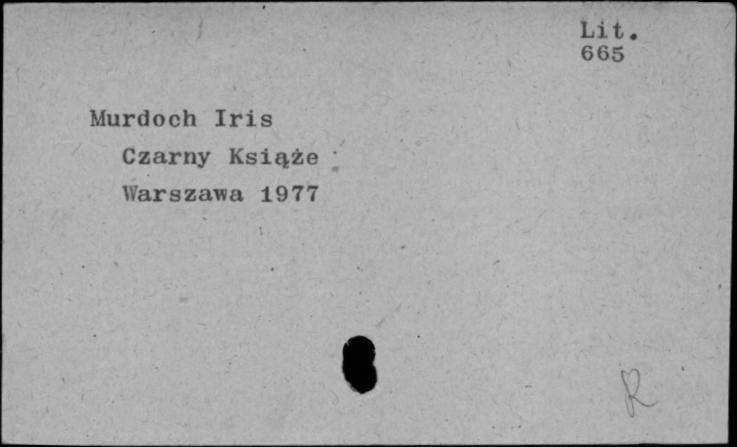 Lit.
665
Murdoch Iris
Czarny Książe
Warszawa 1977
R